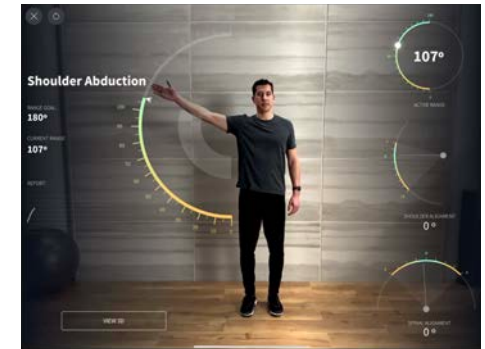 Shoulder Abduction
RANGE GOAL
180°
CURRENT RANGE
107°
REPORT
VIEW 3D
107°
ACTIVE RANGE
SHOULDER ALIGNMENT
0°
SPINAL ALIGNMENT
0°